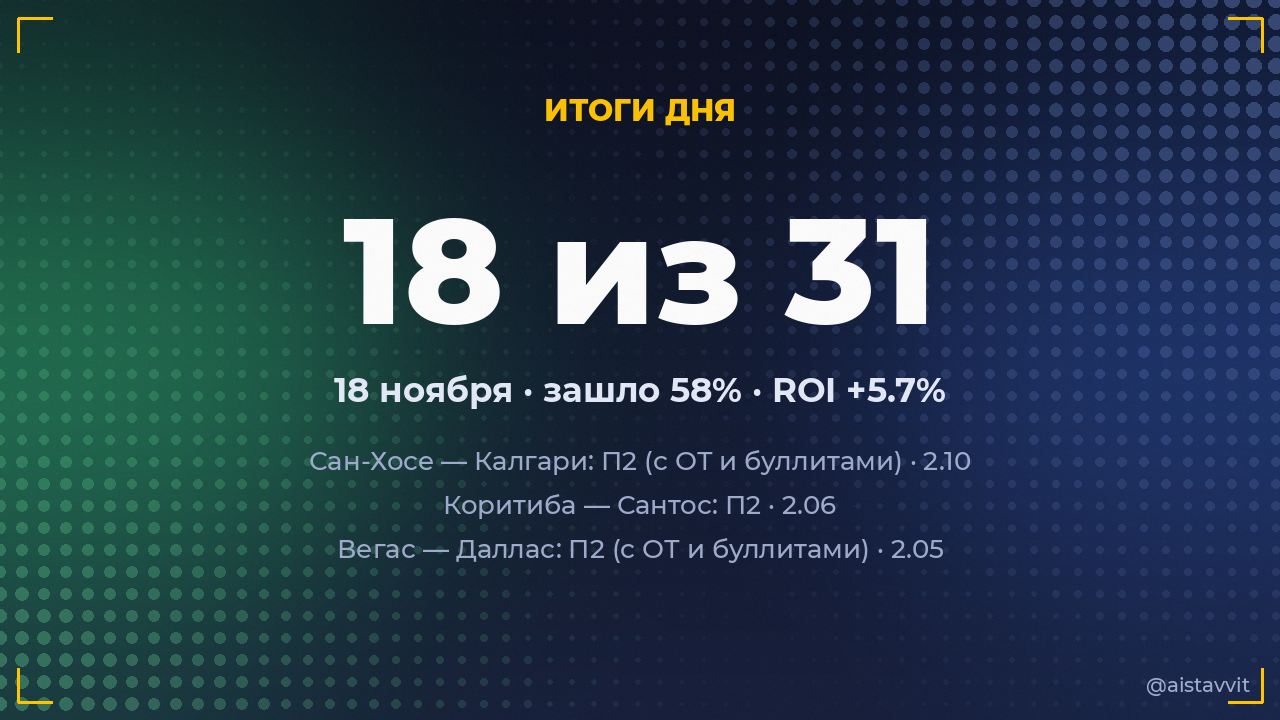 ИТОГИ ДНЯ
18 из 31
18 ноября · зашло 58% · ROI +5.7%
Сан-Хосе — Калгари: П2 (с ОТ и буллитами) · 2.10
Коритиба — Сантос: П2 · 2.06
Вегас — Даллас: П2 (с ОТ и буллитами) · 2.05
@aistavvit